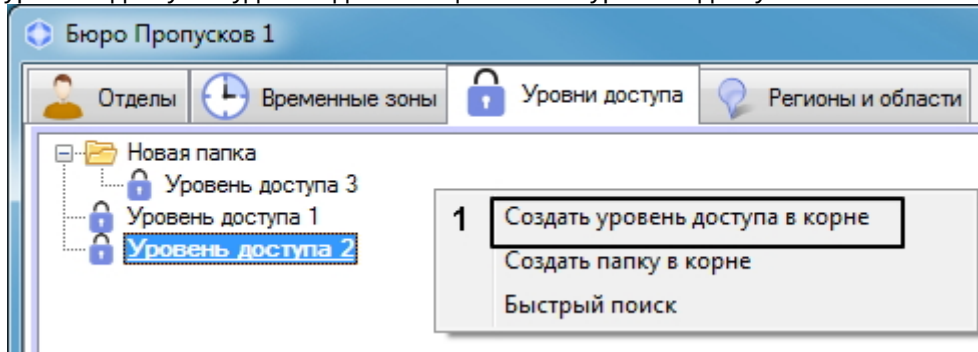 Бюро Пропусков 1
Отделы Временные зоны Уровни доступа Регионы и области
Новая папка
Уровень доступа 3
Уровень доступа 1
Уровень доступа 2
1 Создать уровень доступа в корне
Создать папку в корне
Быстрый поиск